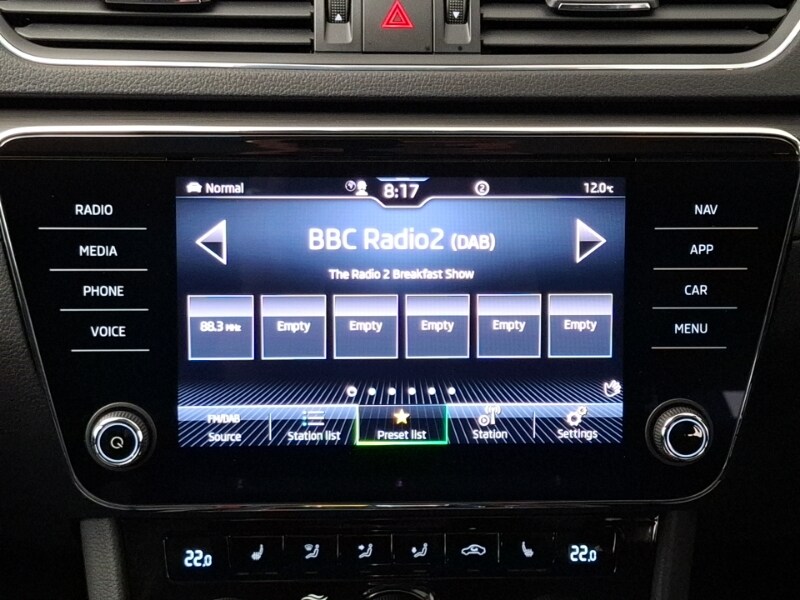 Normal 8:17 2 12.0°C
RADIO
MEDIA
PHONE
VOICE
BBC Radio2 (DAB)
The Radio 2 Breakfast Show
88.3 MHz Empty Empty Empty Empty Empty
FM/DAB
Source Station list Preset list Station Settings
NAV
APP
CAR
MENU
22.0 22.0